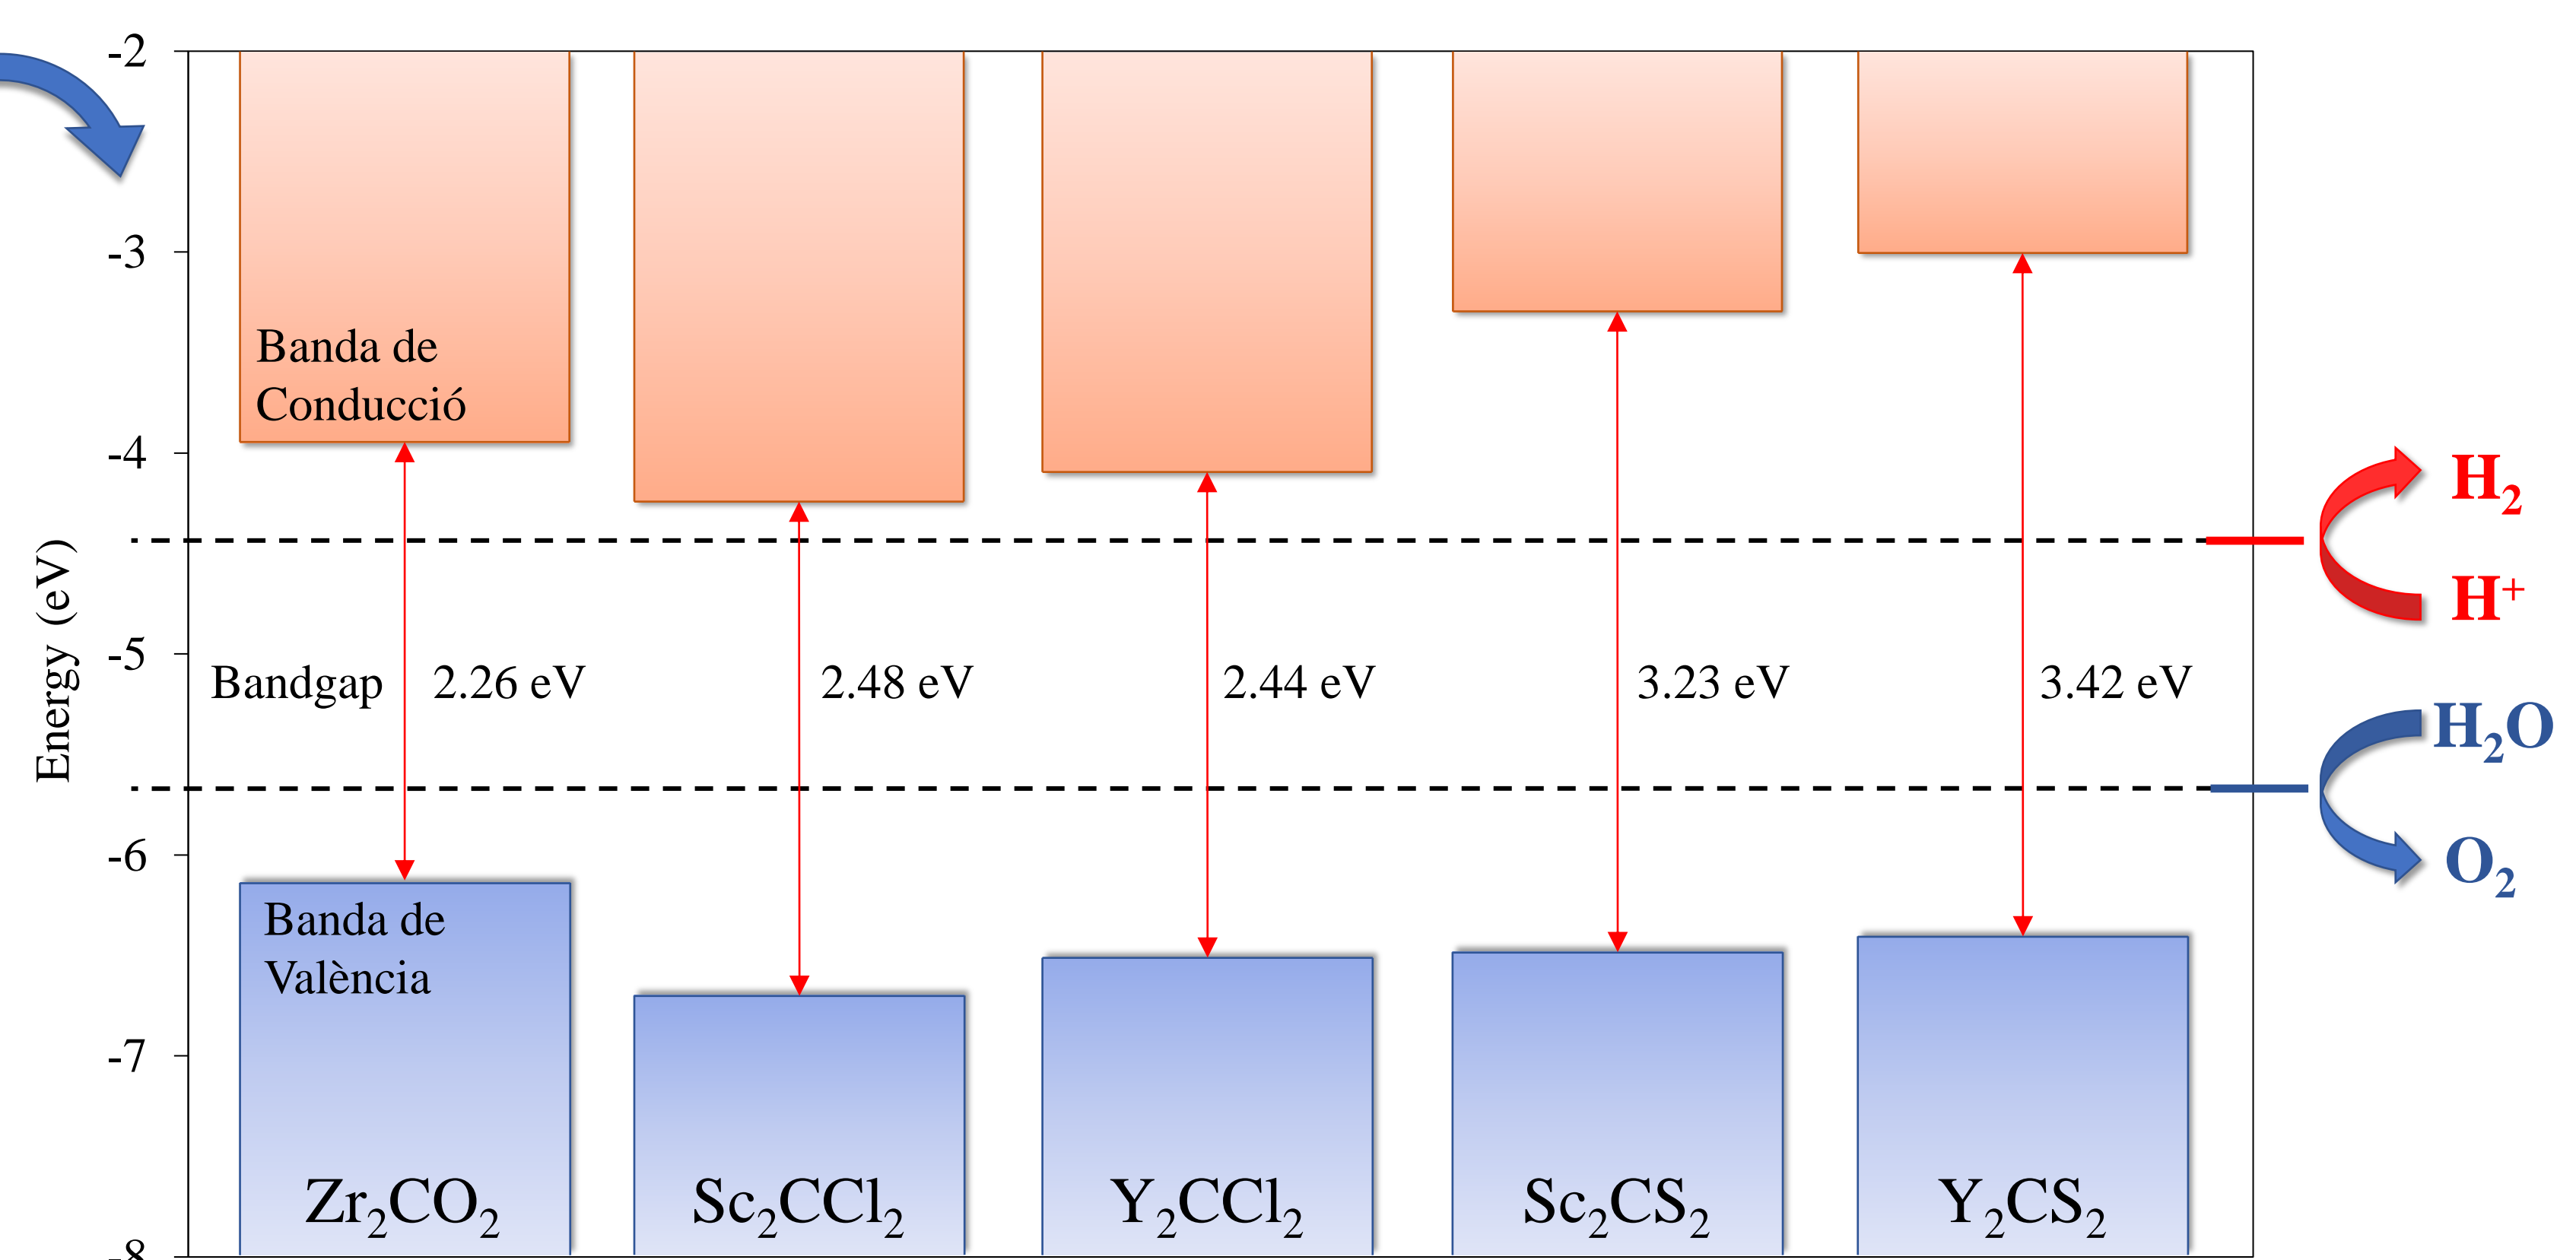 -2
-3
-4
-5
-6
-7
-8
Energy (eV)
Banda de
Conducció
Bandgap
2.26 eV
2.48 eV
2.44 eV
3.23 eV
3.42 eV
Banda de
València
Zr₂CO₂
Sc₂CCl₂
Y₂CCl₂
Sc₂CS₂
Y₂CS₂
H₂
H⁺
H₂O
O₂